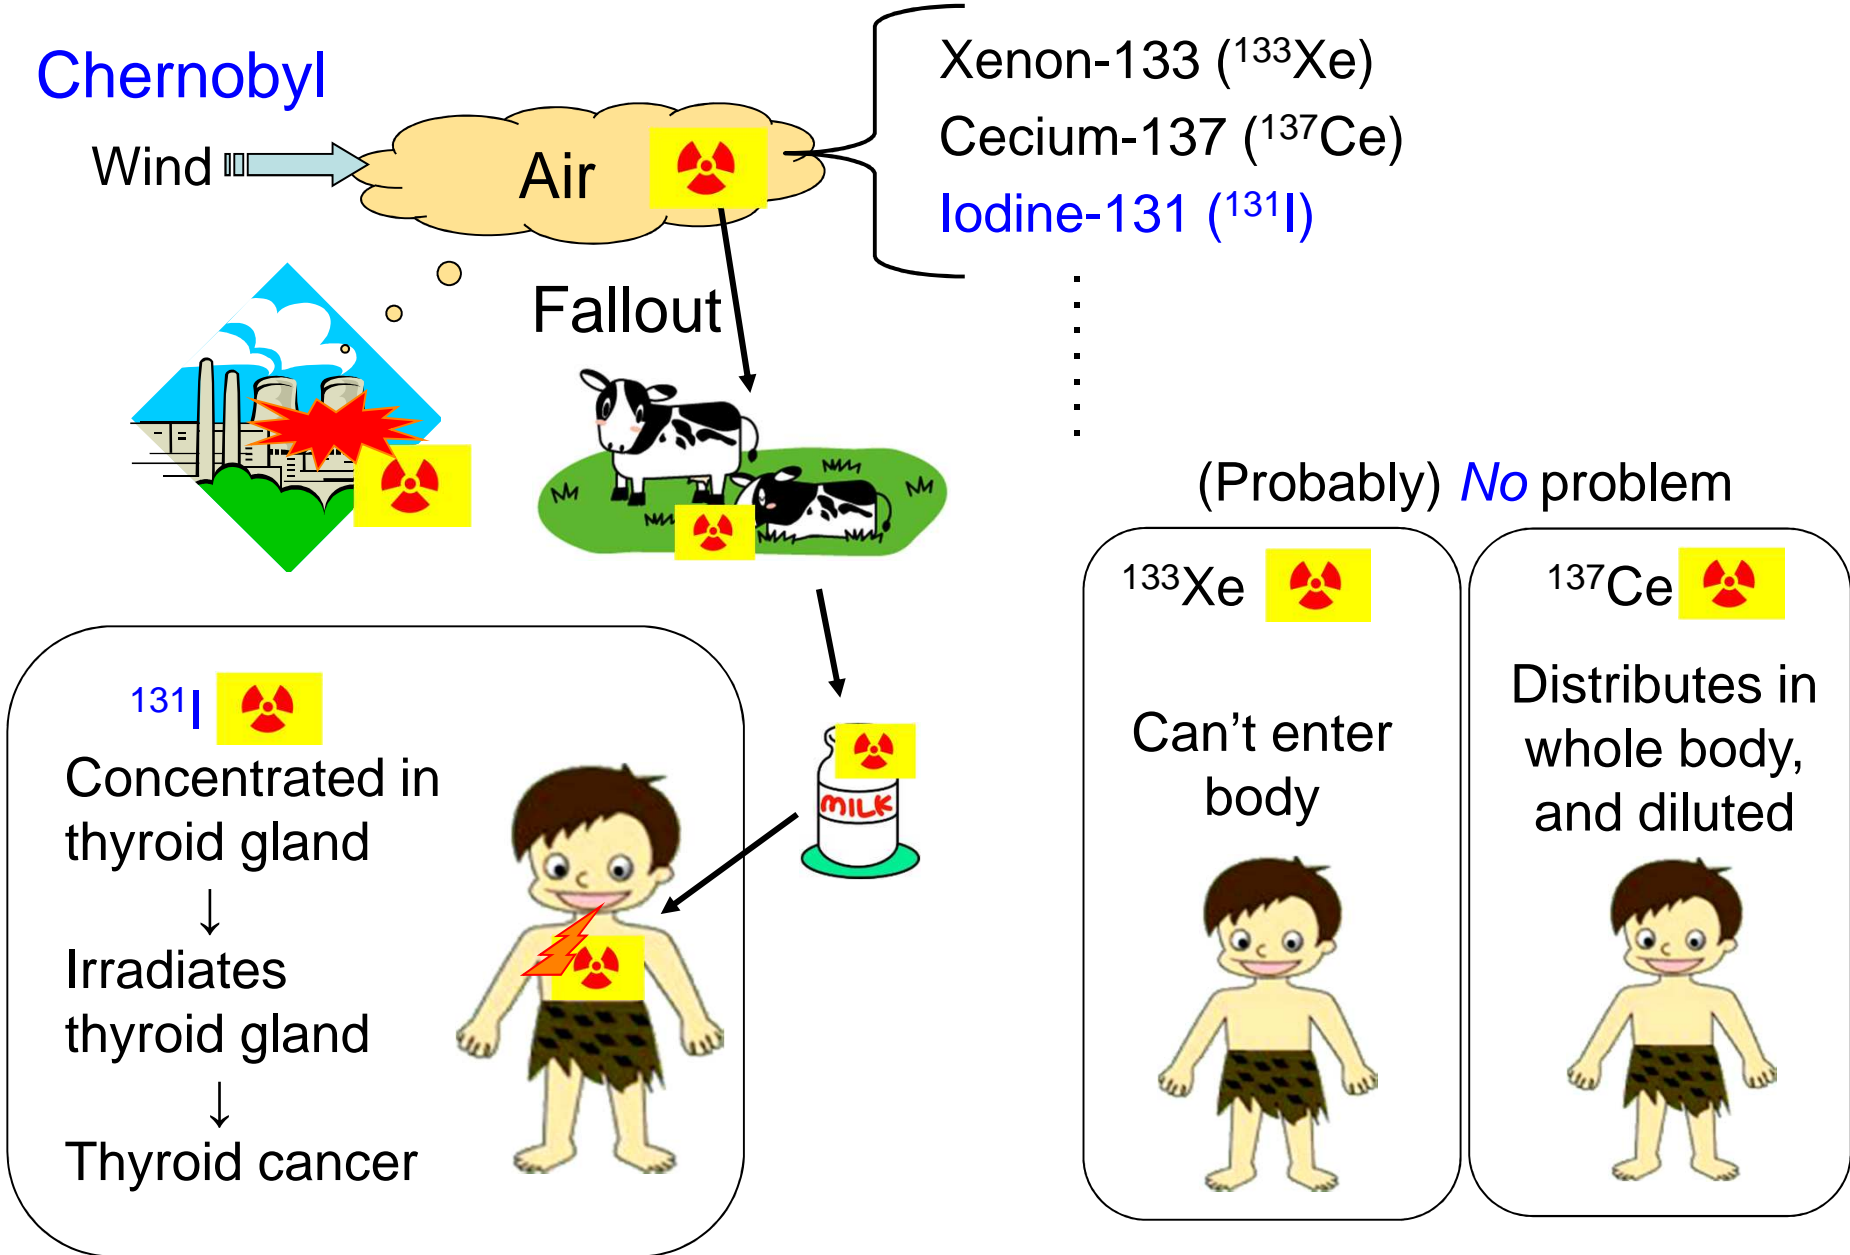 Chernobyl
Wind
Air
Xenon-133 (¹³³Xe)
Cecium-137 (¹³⁷Ce)
Iodine-131 (¹³¹I)
Fallout
(Probably) No problem
¹³³Xe
Can’t enter
body
¹³⁷Ce
Distributes in
whole body,
and diluted
¹³¹I
Concentrated in
thyroid gland
↓
Irradiates
thyroid gland
↓
Thyroid cancer
MILK